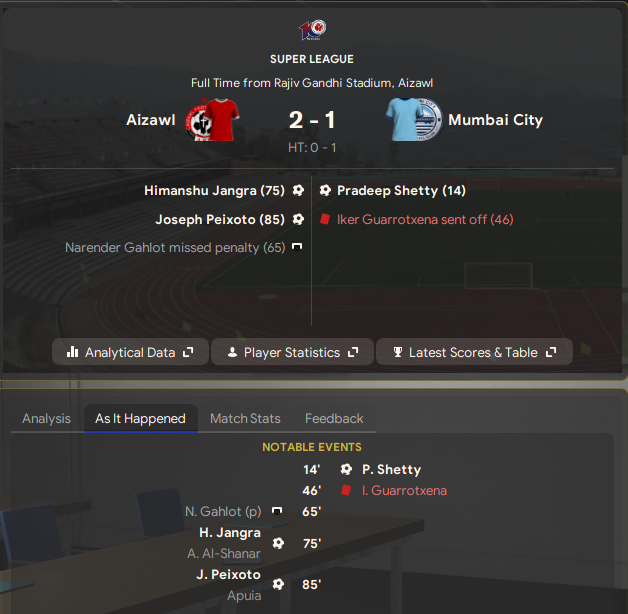 SUPER LEAGUE
Full Time from Rajiv Gandhi Stadium, Aizawl
Aizawl 2 - 1 Mumbai City
HT: 0 - 1
Himanshu Jangra (75) Pradeep Shetty (14)
Joseph Peixoto (85) Iker Guarrotxena sent off (46)
Narender Gahlot missed penalty (65)
Analytical Data Player Statistics Latest Scores & Table
Analysis As It Happened Match Stats Feedback
NOTABLE EVENTS
14' P. Shetty
46' I. Guarrotxena
N. Gahlot (p) 65'
H. Jangra
75'
A. Al-Shanar
J. Peixoto
85'
Apuia